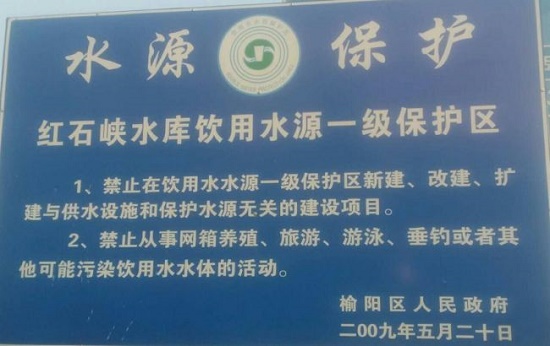 水源 保护
红石峡水库饮用水源一级保护区
1、禁止在饮用水水源一级保护区新建、改建、扩
建与供水设施和保护水源无关的建设项目。
2、禁止从事网箱养殖、旅游、游泳、垂钓或者其
他可能污染饮用水水体的活动。
榆阳区人民政府
二00九年五月二十日